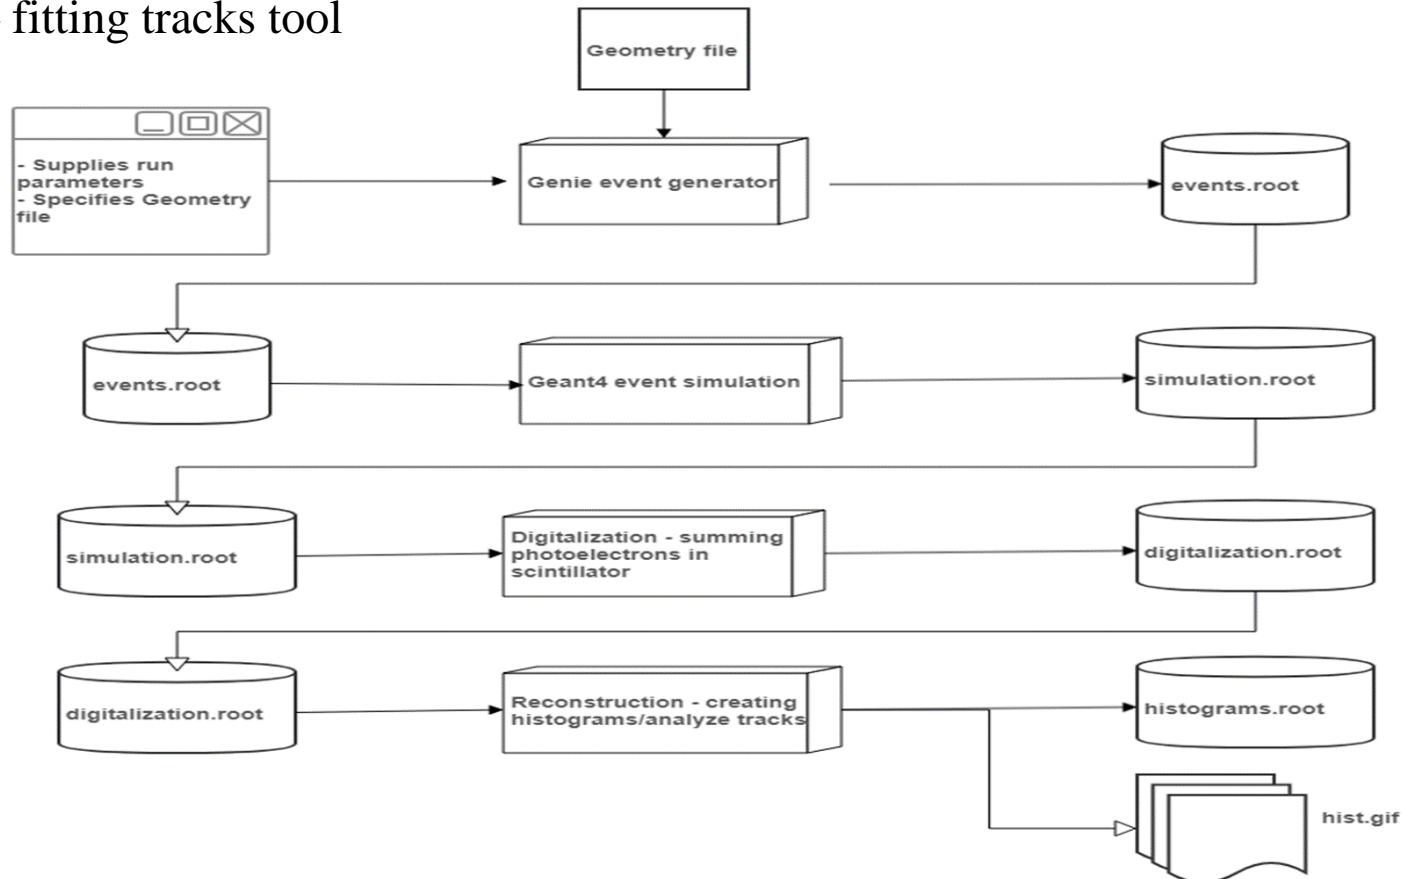 fitting tracks tool
Geometry file
- Supplies run
parameters
- Specifies Geometry
file
Genie event generator
events.root
events.root
Geant4 event simulation
simulation.root
simulation.root
Digitalization - summing
photoelectrons in
scintillator
digitalization.root
digitalization.root
Reconstruction - creating
histograms/analyze tracks
histograms.root
hist.gif